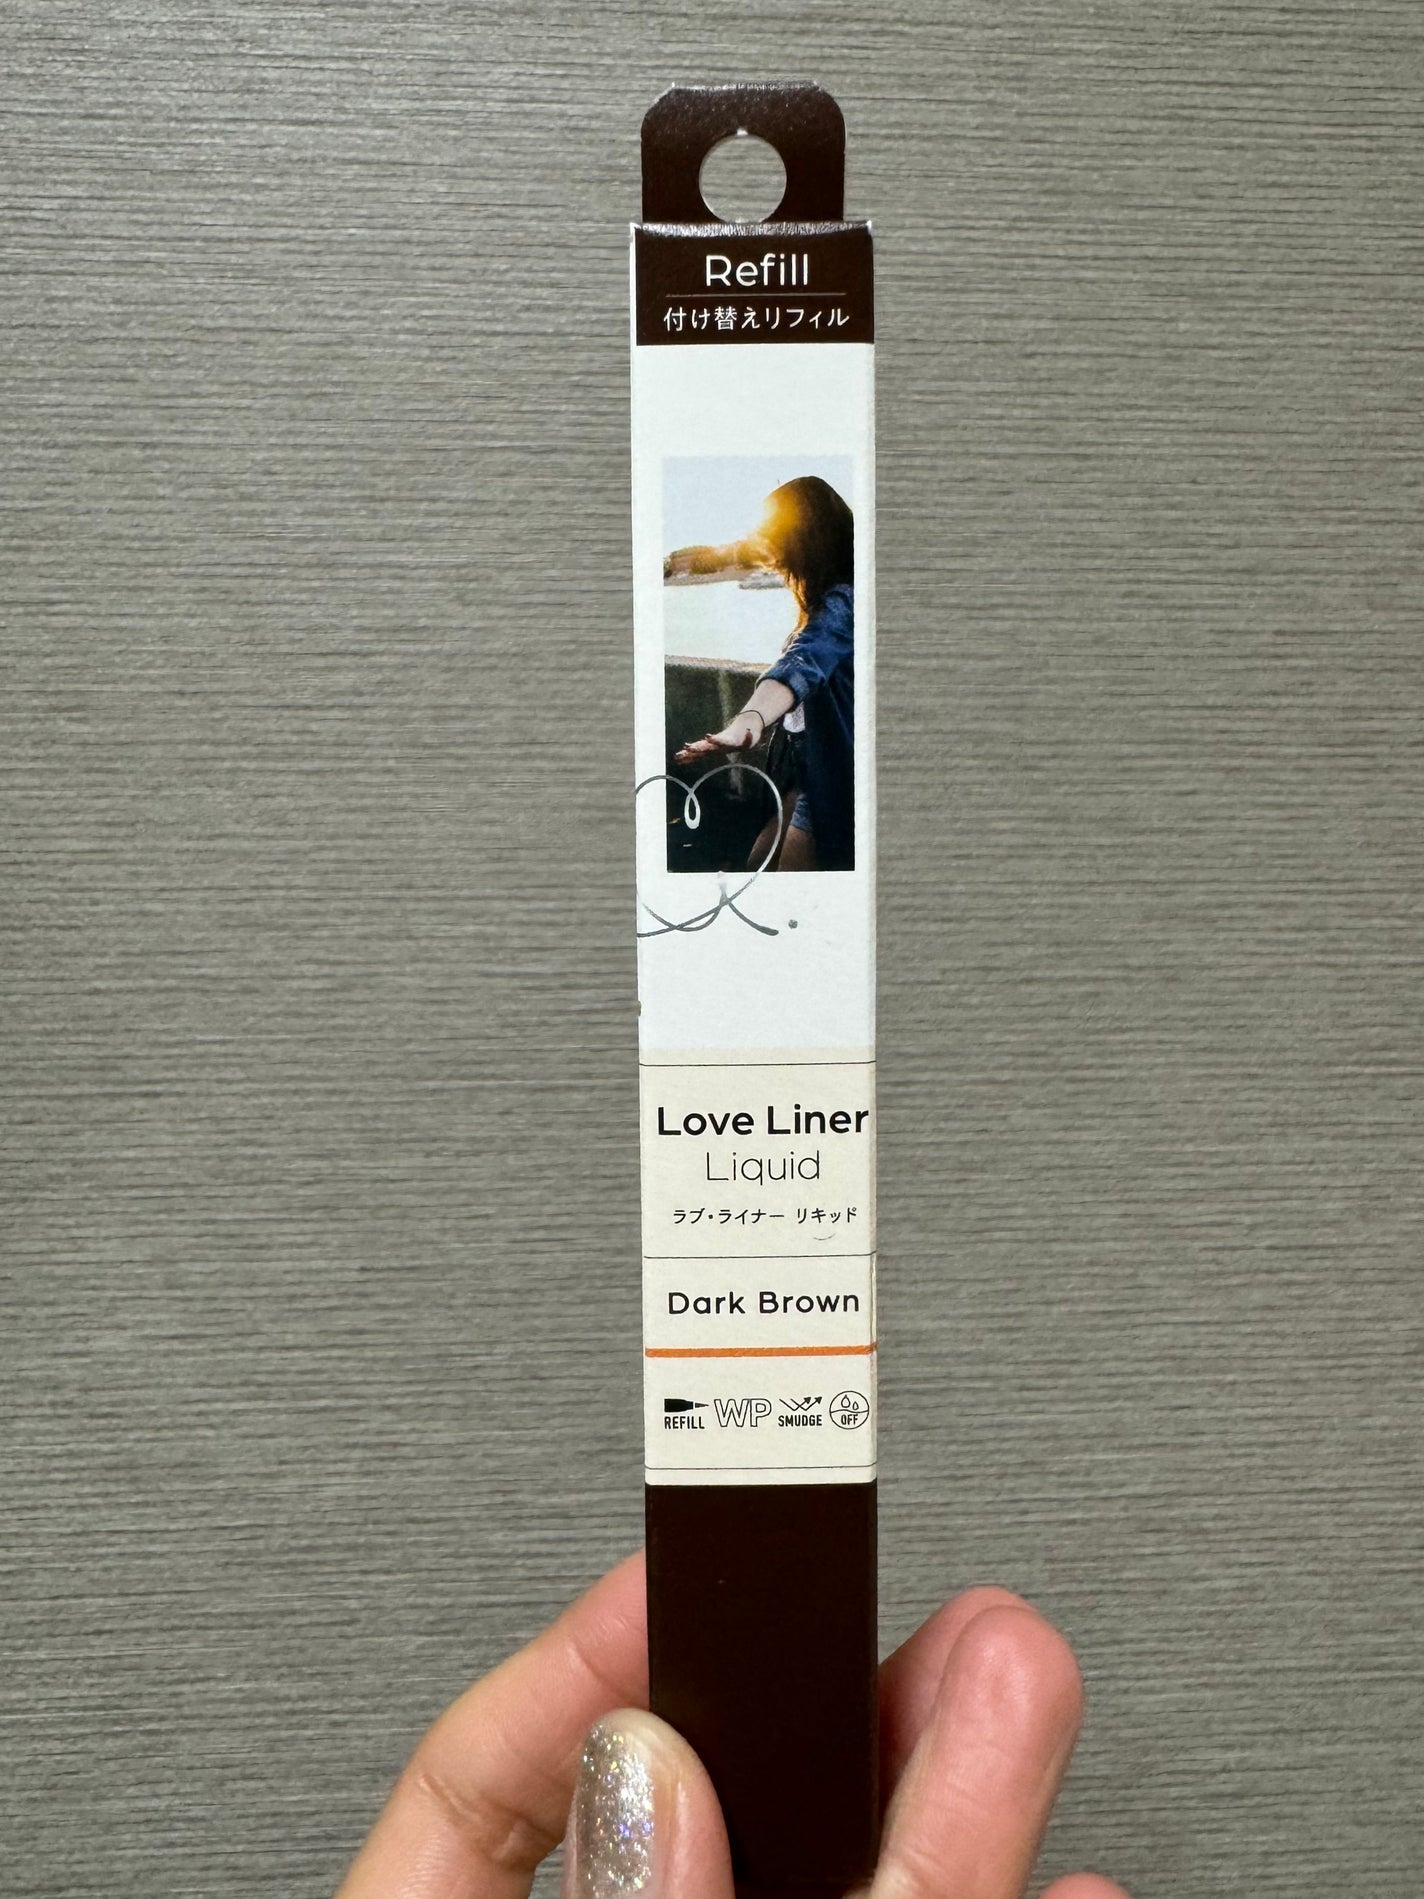 Refill
付け替えリフィル
Love Liner
Liquid
ラブ・ライナー リキッド
Dark Brown
REFILL WP SMUDGE OFF